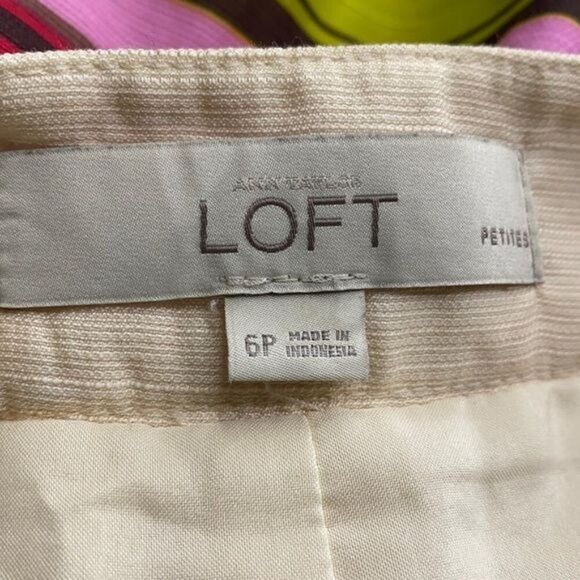 ANN TAYLOR
LOFT
PETITES
6P MADE IN
INDONESIA